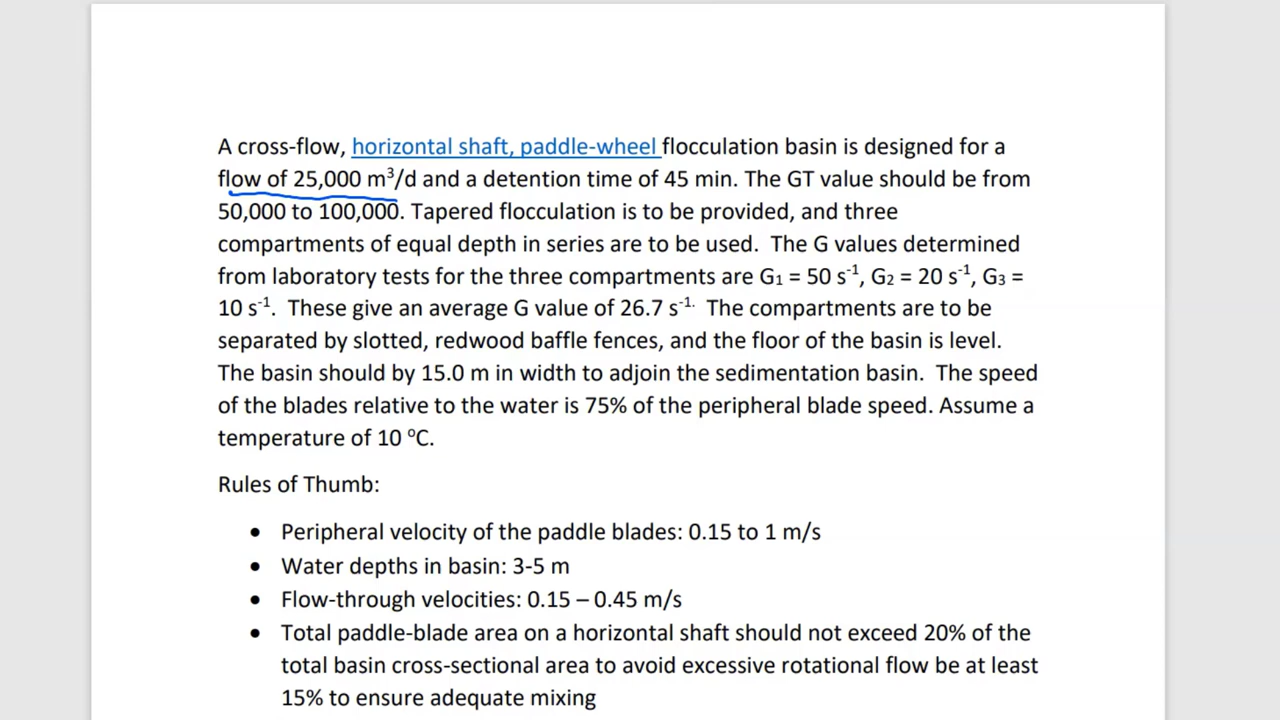 A cross-flow, horizontal shaft, paddle-wheel flocculation basin is designed for a
flow of 25,000 m³/d and a detention time of 45 min. The GT value should be from
50,000 to 100,000. Tapered flocculation is to be provided, and three
compartments of equal depth in series are to be used. The G values determined
from laboratory tests for the three compartments are G₁ = 50 s⁻¹, G₂ = 20 s⁻¹, G₃ =
10 s⁻¹. These give an average G value of 26.7 s⁻¹· The compartments are to be
separated by slotted, redwood baffle fences, and the floor of the basin is level.
The basin should by 15.0 m in width to adjoin the sedimentation basin. The speed
of the blades relative to the water is 75% of the peripheral blade speed. Assume a
temperature of 10 ºC.
Rules of Thumb:
• Peripheral velocity of the paddle blades: 0.15 to 1 m/s
• Water depths in basin: 3-5 m
• Flow-through velocities: 0.15 – 0.45 m/s
• Total paddle-blade area on a horizontal shaft should not exceed 20% of the
total basin cross-sectional area to avoid excessive rotational flow be at least
15% to ensure adequate mixing